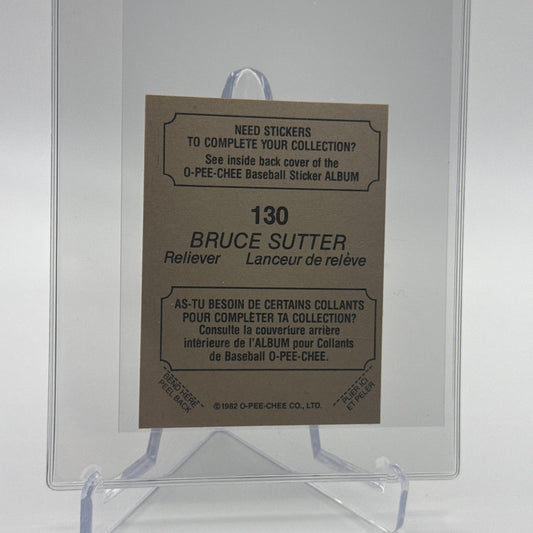 NEED STICKERS
TO COMPLETE YOUR COLLECTION?
See inside back cover of the
O-PEE-CHEE Baseball Sticker ALBUM
130
BRUCE SUTTER
Reliever Lanceur de relève
AS-TU BESOIN DE CERTAINS COLLANTS
POUR COMPLÉTER TA COLLECTION?
Consulte la couverture arrière
intérieure de l'ALBUM pour Collants
de Baseball O-PEE-CHEE.
BEND HERE
PEEL BACK
©1982 O-PEE-CHEE CO., LTD.
PLIER ICI
ET PELER